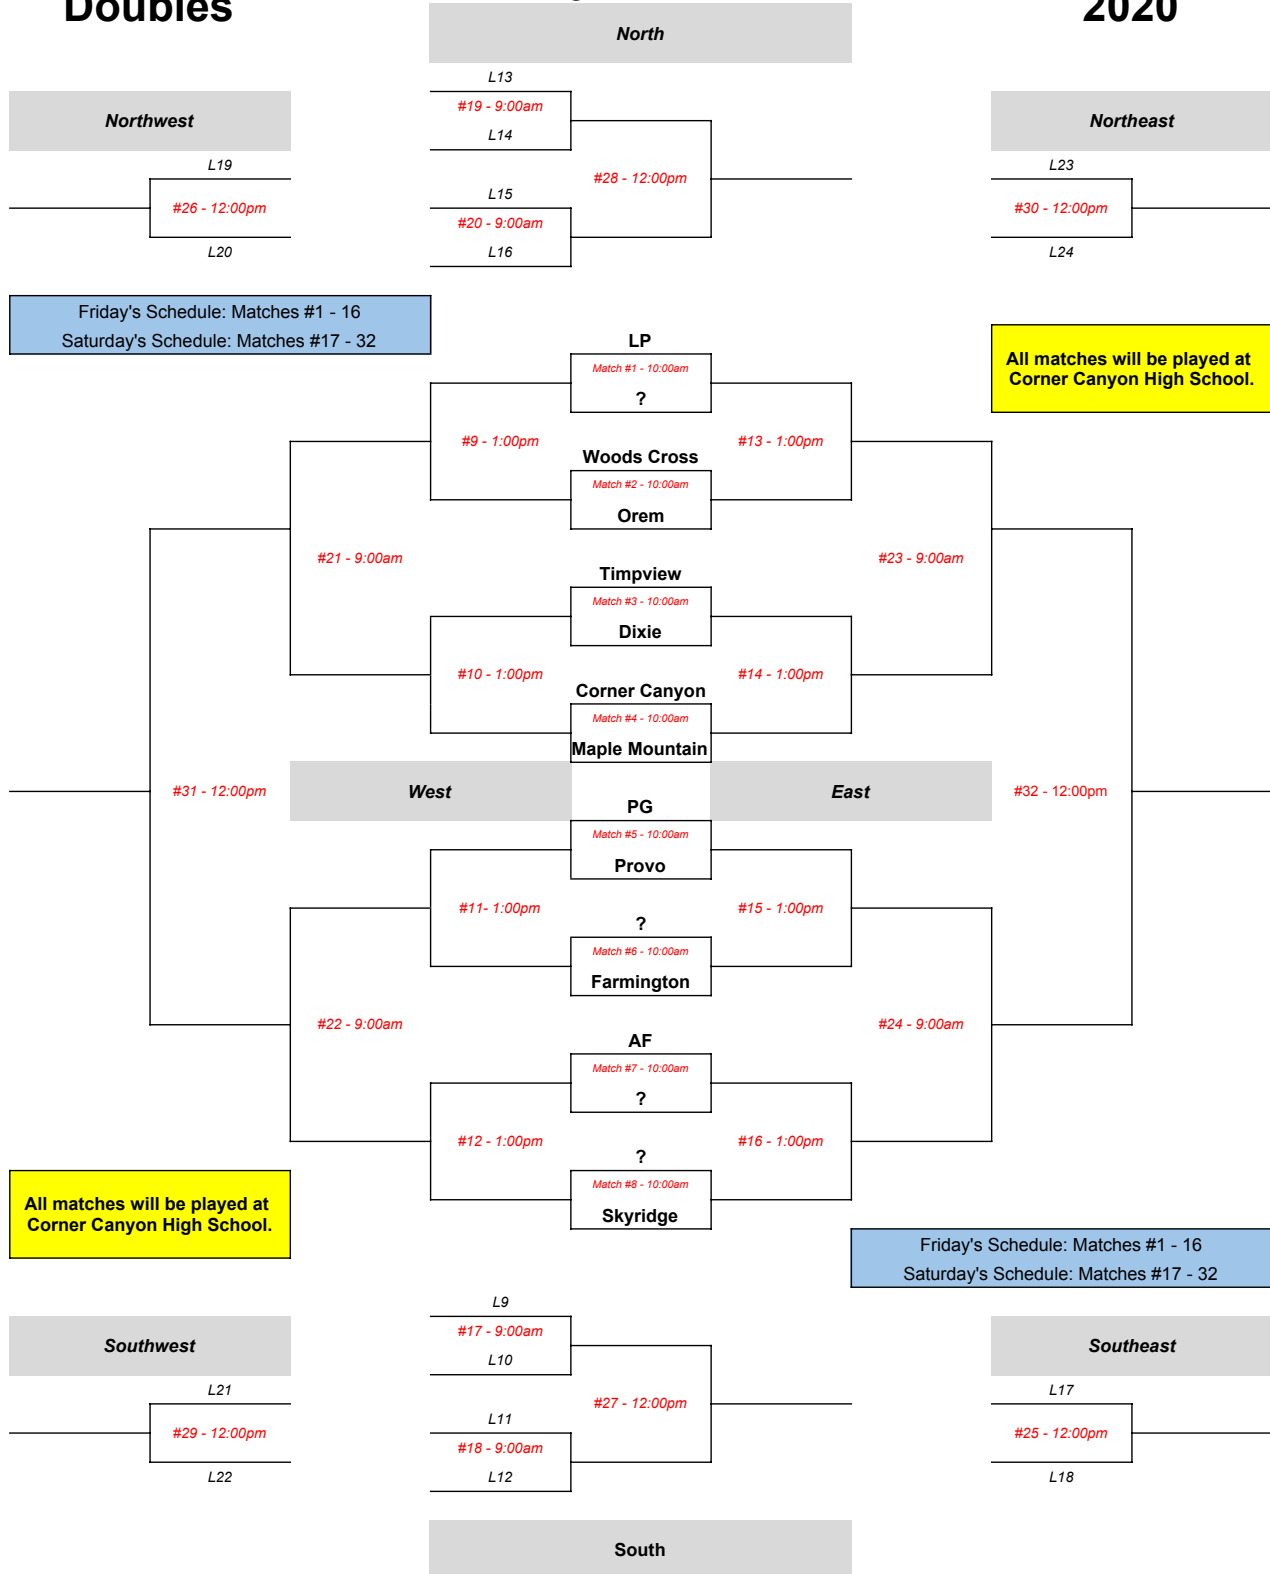 Doubles
2020
North
L13
#19 - 9:00am
L14
Northwest
Northeast
L19
L23
#28 - 12:00pm
L15
#26 - 12:00pm
#30 - 12:00pm
#20 - 9:00am
L20
L16
L24
Friday's Schedule: Matches #1 - 16
Saturday's Schedule: Matches #17 - 32
LP
All matches will be played at
Corner Canyon High School.
Match #1 - 10:00am
?
#9 - 1:00pm
#13 - 1:00pm
Woods Cross
Match #2 - 10:00am
Orem
#21 - 9:00am
#23 - 9:00am
Timpview
Match #3 - 10:00am
Dixie
#10 - 1:00pm
#14 - 1:00pm
Corner Canyon
Match #4 - 10:00am
Maple Mountain
#31 - 12:00pm
West
East
#32 - 12:00pm
PG
Match #5 - 10:00am
Provo
#11- 1:00pm
#15 - 1:00pm
?
Match #6 - 10:00am
Farmington
#22 - 9:00am
#24 - 9:00am
AF
Match #7 - 10:00am
?
#12 - 1:00pm
#16 - 1:00pm
?
Match #8 - 10:00am
Skyridge
All matches will be played at
Corner Canyon High School.
Friday's Schedule: Matches #1 - 16
Saturday's Schedule: Matches #17 - 32
L9
#17 - 9:00am
L10
Southwest
Southeast
L21
L17
#27 - 12:00pm
L11
#29 - 12:00pm
#25 - 12:00pm
#18 - 9:00am
L22
L12
L18
South